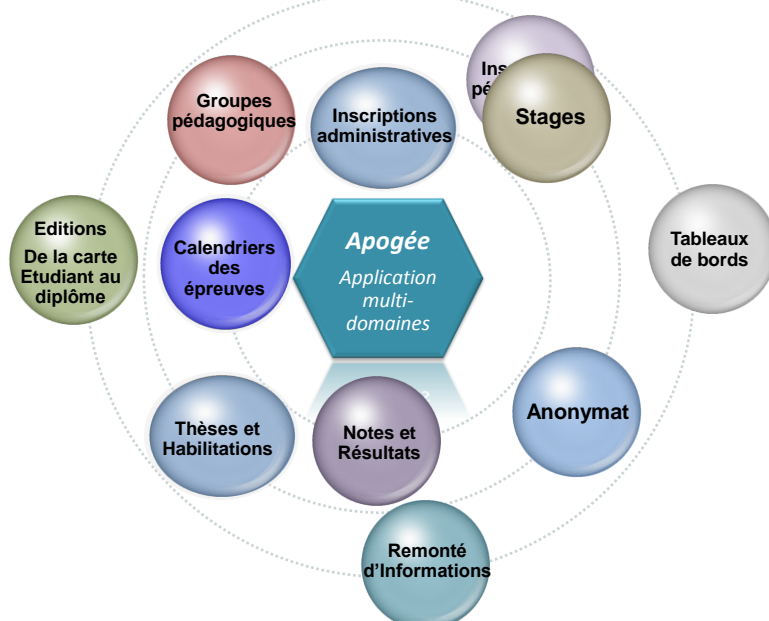 Groupes
pédagogiques
Inscriptions
administratives
Stages
Editions
De la carte
Etudiant au
diplôme
Calendriers
des
épreuves
Apogée
Application
multi-
domaines
Tableaux
de bords
Thèses et
Habilitations
Notes et
Résultats
Anonymat
Remonté
d'Informations